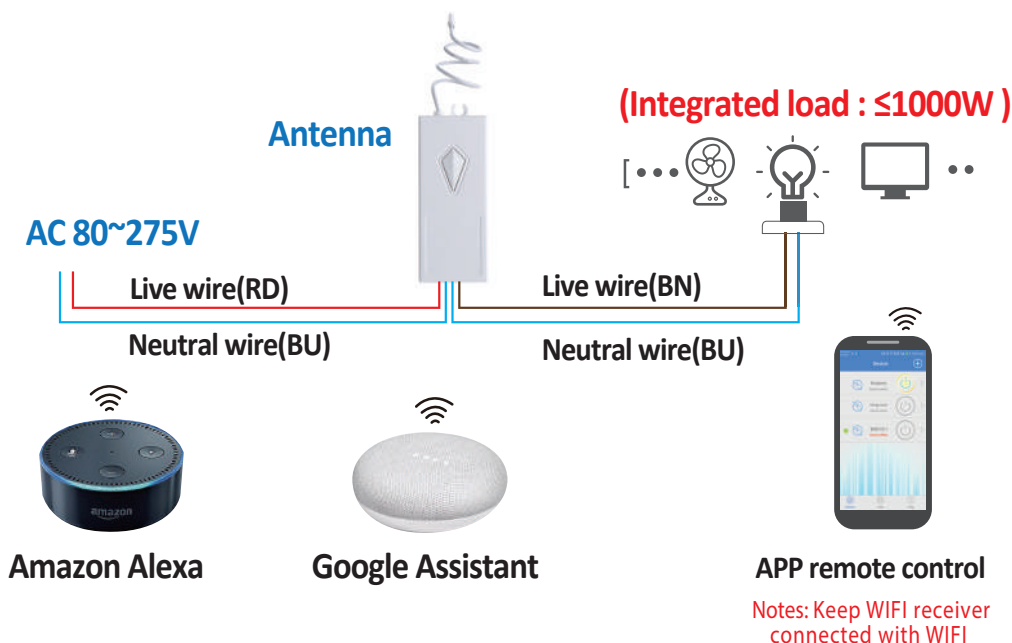 (Integrated load : ≤1000W )
Antenna
AC 80~275V
Live wire(RD)
Live wire(BN)
Neutral wire(BU)
Neutral wire(BU)
amazon
Amazon Alexa
Google Assistant
APP remote control
Notes: Keep WIFI receiver
connected with WIFI